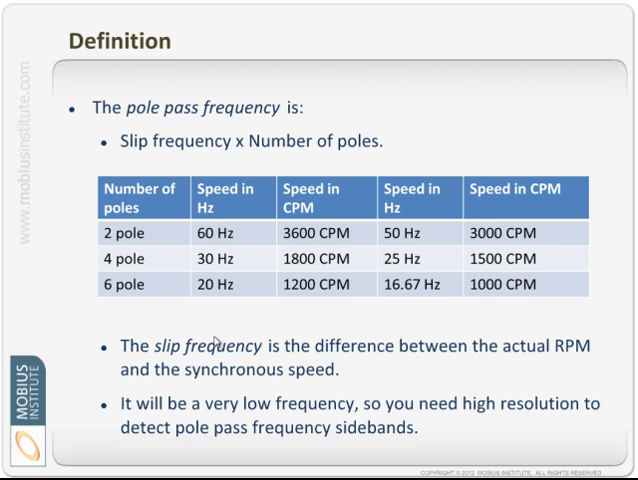 Definition
www.mobiusinstitute.com
• The pole pass frequency is:
• Slip frequency x Number of poles.
Number of poles Speed in Hz Speed in CPM Speed in Hz Speed in CPM
2 pole 60 Hz 3600 CPM 50 Hz 3000 CPM
4 pole 30 Hz 1800 CPM 25 Hz 1500 CPM
6 pole 20 Hz 1200 CPM 16.67 Hz 1000 CPM
• The slip frequency is the difference between the actual RPM
and the synchronous speed.
• It will be a very low frequency, so you need high resolution to
detect pole pass frequency sidebands.
MOBIUS
INSTITUTE
COPYRIGHT © 2012 MOBIUS INSTITUTE. ALL RIGHTS RESERVED